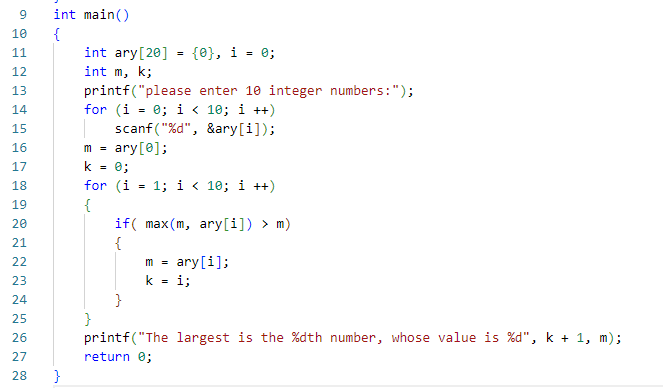 9 int main()
10 {
11 int ary[20] = {0}, i = 0;
12 int m, k;
13 printf("please enter 10 integer numbers:");
14 for (i = 0; i < 10; i ++)
15 scanf("%d", &ary[i]);
16 m = ary[0];
17 k = 0;
18 for (i = 1; i < 10; i ++)
19 {
20 if( max(m, ary[i]) > m)
21 {
22 m = ary[i];
23 k = i;
24 }
25 }
26 printf("The largest is the %dth number, whose value is %d", k + 1, m);
27 return 0;
28 }